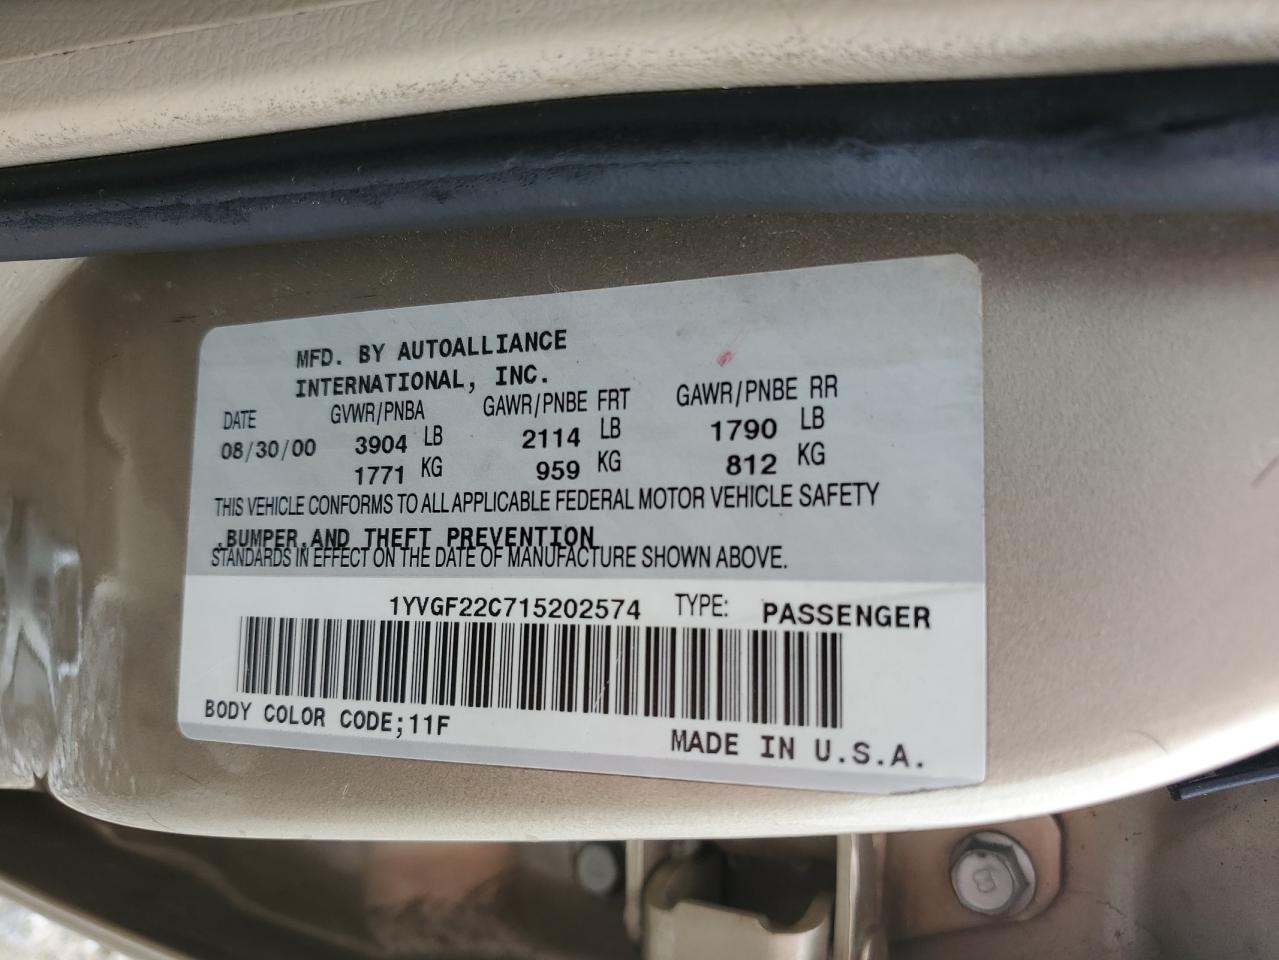 MFD. BY AUTOALLIANCE
INTERNATIONAL, INC.
DATE GVWR/PNBA GAWR/PNBE FRT GAWR/PNBE RR
08/30/00 3904 LB 2114 LB 1790 LB
1771 KG 959 KG 812 KG
THIS VEHICLE CONFORMS TO ALL APPLICABLE FEDERAL MOTOR VEHICLE SAFETY
,BUMPER,AND THEFT PREVENTION
STANDARDS IN EFFECT ON THE DATE OF MANUFACTURE SHOWN ABOVE.
1YVGF22C715202574 TYPE: PASSENGER
BODY COLOR CODE;11F
MADE IN U.S.A.